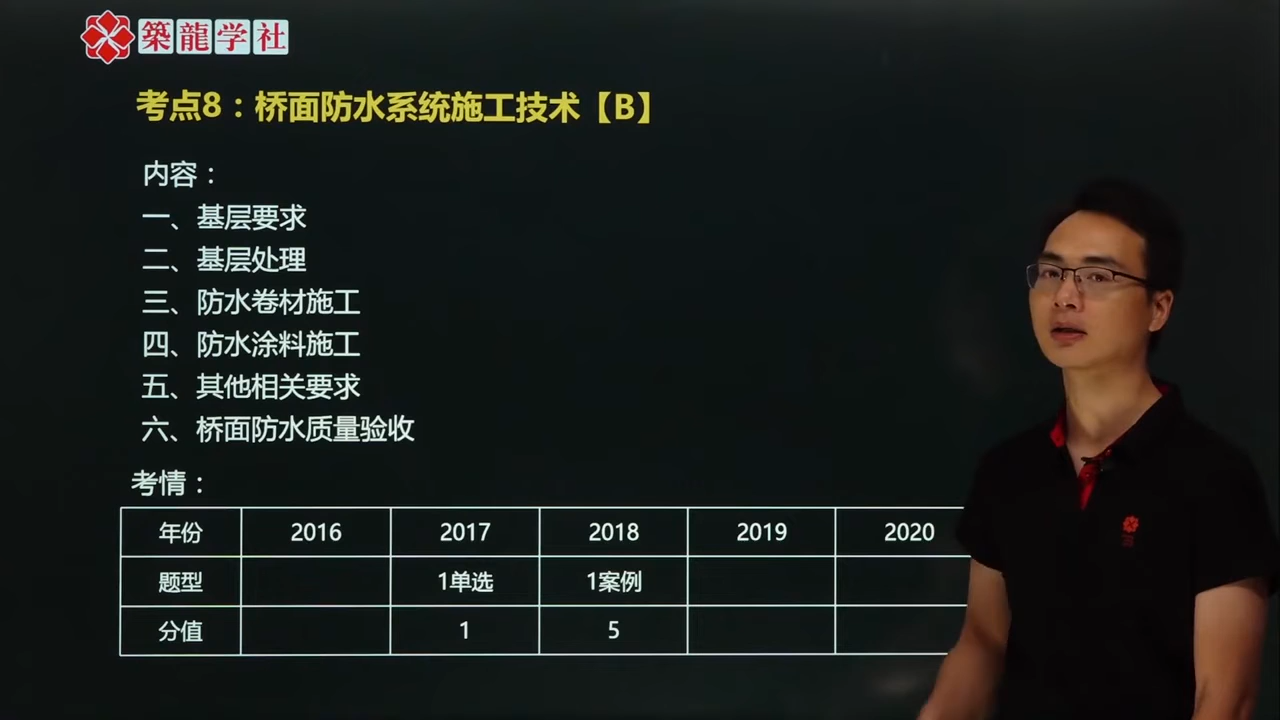 築龍学社
考点8：桥面防水系统施工技术【B】
内容：
一、基层要求
二、基层处理
三、防水卷材施工
四、防水涂料施工
五、其他相关要求
六、桥面防水质量验收
考情：
年份 2016 2017 2018 2019 2020
题型 1单选 1案例
分值 1 5